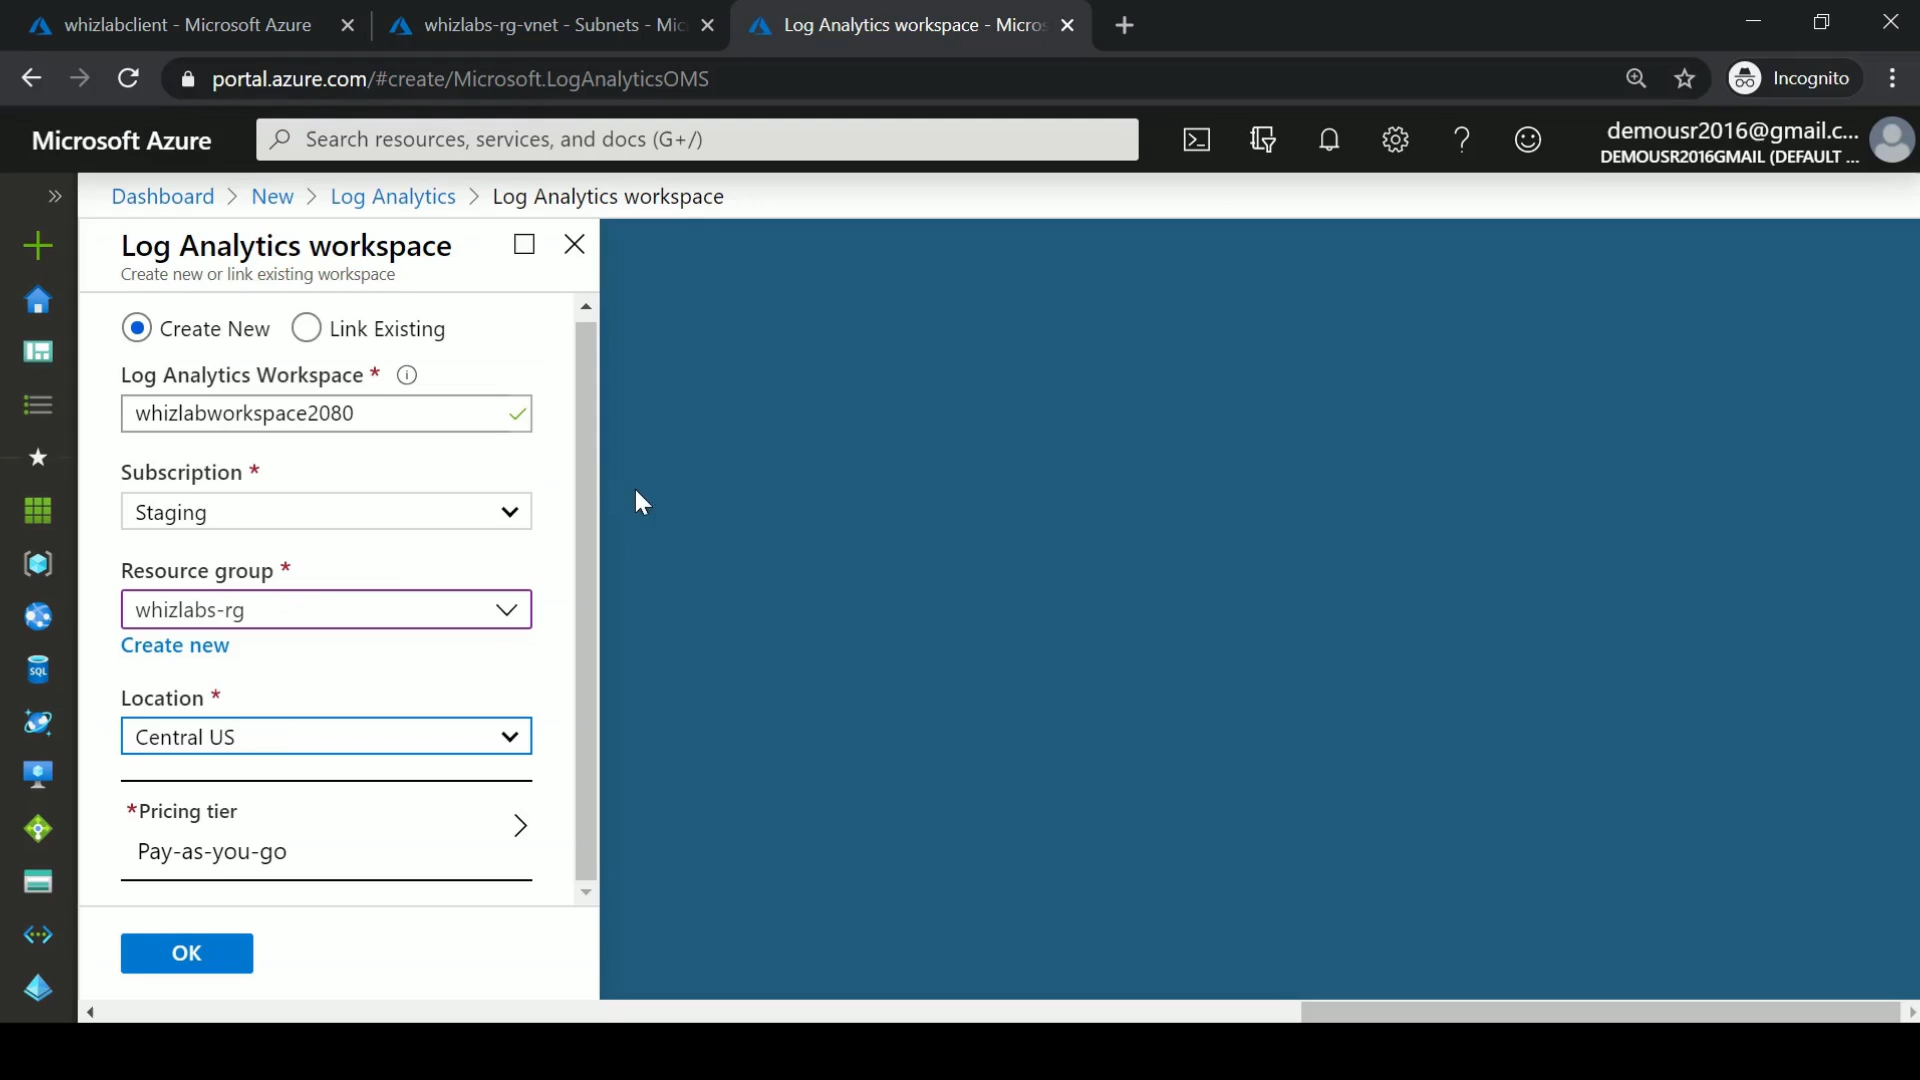 whizlabclient - Microsoft Azure
whizlabs-rg-vnet - Subnets - Mic
Log Analytics workspace - Micros
portal.azure.com/#create/Microsoft.LogAnalyticsOMS
Incognito
Microsoft Azure
Search resources, services, and docs (G+/)
demousr2016@gmail.c...
DEMOUSR2016GMAIL (DEFAULT ...
Dashboard > New > Log Analytics > Log Analytics workspace
Log Analytics workspace
Create new or link existing workspace
Create New
Link Existing
Log Analytics Workspace *
whizlabworkspace2080
Subscription *
Staging
Resource group *
whizlabs-rg
Create new
Location *
Central US
*Pricing tier
Pay-as-you-go
OK
SQL